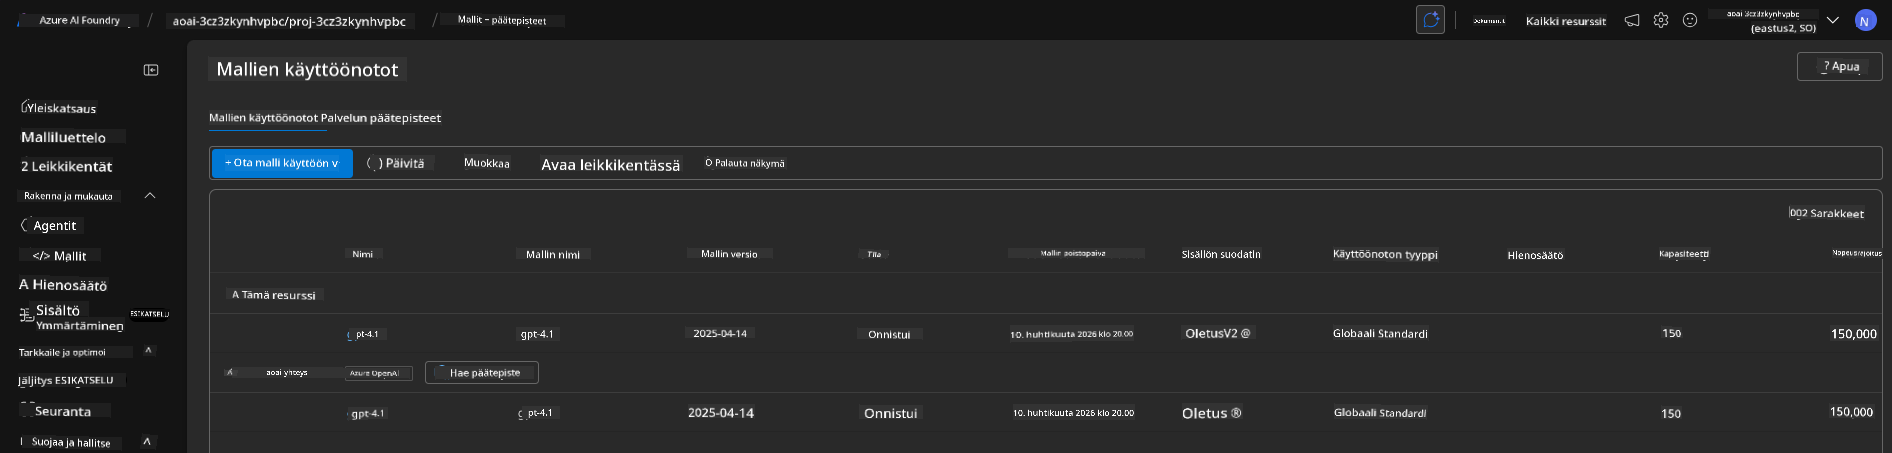 Azure AI Foundry / aoai-3cz3zkynhvpbc/proj-3cz3zkynhvpbc / Mallit – päätepisteet
Dokumentit
Kaikki resurssit
aoai-3cz3zkynhvpbc
(eastus2, SO)
N
Mallien käyttöönotot
? Apua
Yleiskatsaus
Malliluettelo
2 Leikkikentät
Rakenna ja mukauta
Agentit
</> Mallit
A Hienosäätö
Sisältö
Ymmärtäminen
ESIKATSELU
Tarkkaile ja optimoi
Jäljitys ESIKATSELU
Seuranta
Suojaa ja hallitse
Mallien käyttöönotot Palvelun päätepisteet
+ Ota malli käyttöön v
Päivitä
Muokkaa
Avaa leikkikentässä
O Palauta näkymä
002 Sarakkeet
Nimi Mallin nimi Mallin versio Tila Mallin poistopäivä Sisällön suodatin Käyttöönoton tyyppi Hienosäätö Kapasiteetti Nopeusrajoitus
A Tämä resurssi
gpt-4.1 gpt-4.1 2025-04-14 Onnistui 10. huhtikuuta 2026 klo 20.00 OletusV2 @ Globaali Standardi 150 150,000
A aoai yhteys Azure OpenAI Hae päätepiste
gpt-4.1 gpt-4.1 2025-04-14 Onnistui 10. huhtikuuta 2026 klo 20.00 Oletus ® Globaali Standardi 150 150,000